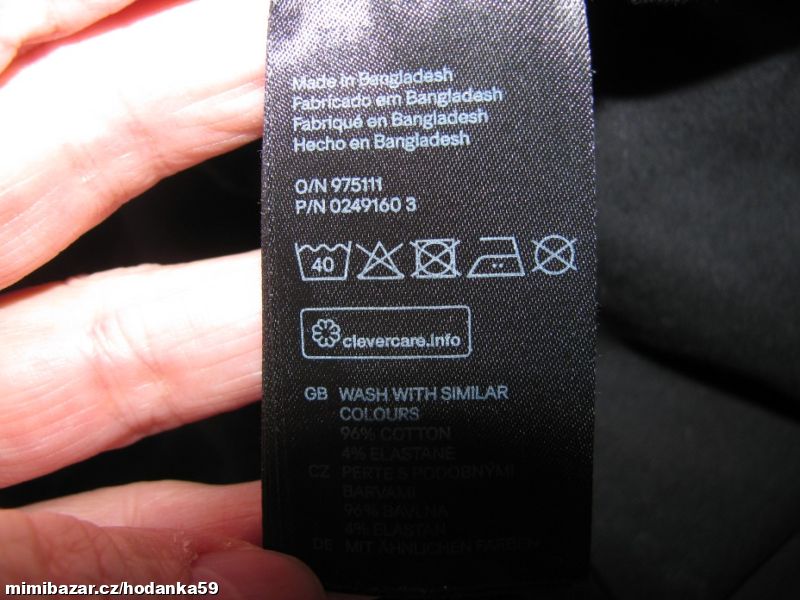 Made in Bangladesh
Fabricado em Bangladesh
Fabriqué en Bangladesh
Hecho en Bangladesh
O/N 975111
P/N 0249160 3
40
clevercare.info
GB WASH WITH SIMILAR
COLOURS
96% COTTON
4% ELASTANE
CZ PERTE S PODOBNÝMI
BARVAMI
96% BAVLNA
4% ELASTAN
DE MIT ÄHNLICHEN FARBEN
mimibazar.cz/hodanka59